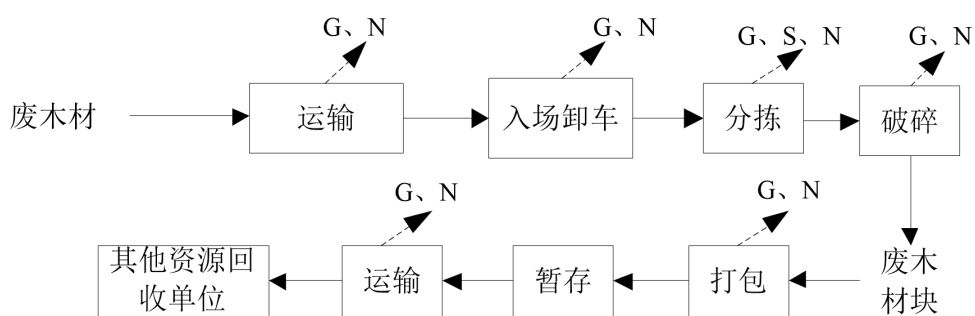 G、N
G、N
G、S、N
G、N
废木材
运输
入场卸车
分拣
破碎
G、N
G、N
其他资源回
收单位
运输
暂存
打包
废木
材块